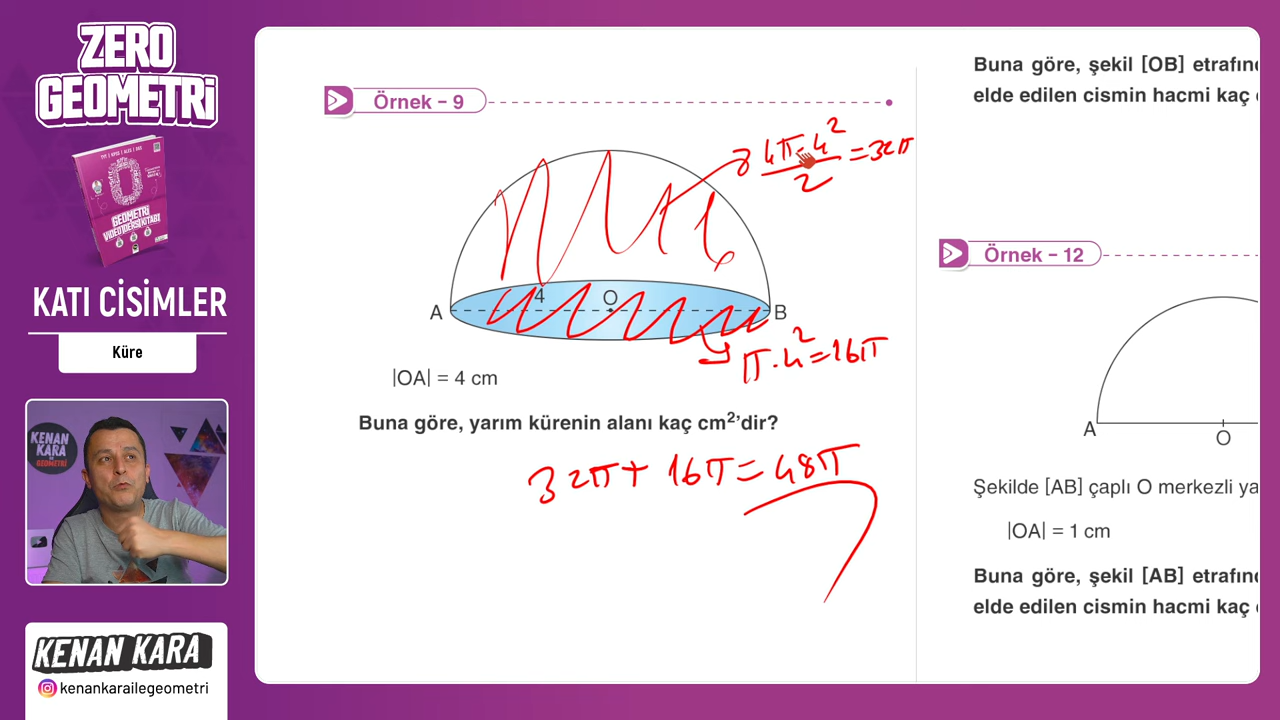 ZERO
GEOMETRİ
GEOMETRİ
VİDEO DERS KİTABI
KATI CİSİMLER
Küre
KENAN KARA
GEOMETRİ
KENAN KARA
kenankarailegeometri
Örnek – 9
4π.4² / 2 = 32π
A
4
O
B
π.4²=16π
|OA| = 4 cm
Buna göre, yarım kürenin alanı kaç cm²'dir?
32π+ 16π=48π
Buna göre, şekil [OB] etrafınd
elde edilen cismin hacmi kaç
Örnek – 12
A
O
Şekilde [AB] çaplı O merkezli ya
|OA| = 1 cm
Buna göre, şekil [AB] etrafınd
elde edilen cismin hacmi kaç